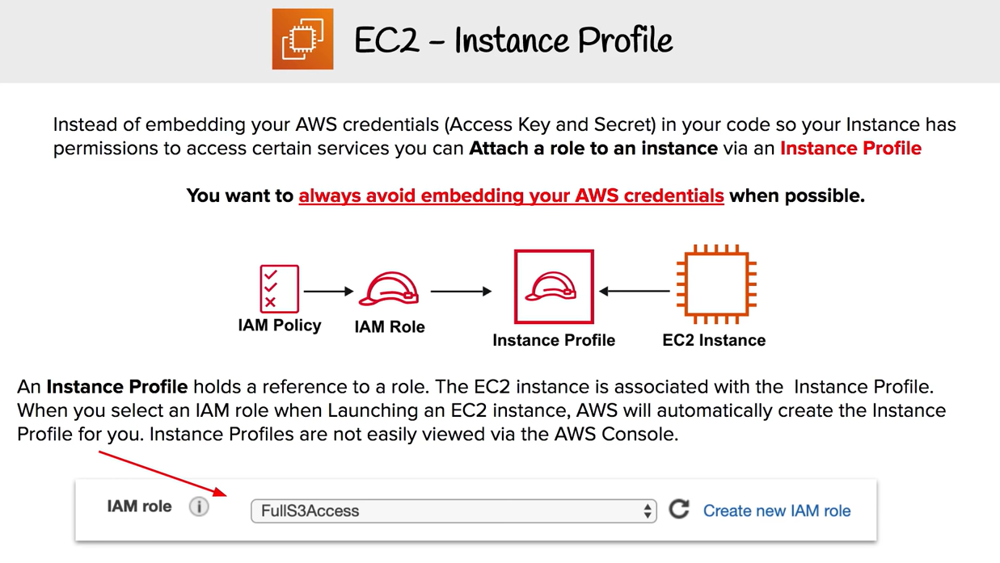 EC2 – Instance Profile
Instead of embedding your AWS credentials (Access Key and Secret) in your code so your Instance has
permissions to access certain services you can Attach a role to an instance via an Instance Profile
You want to always avoid embedding your AWS credentials when possible.
IAM Policy
IAM Role
Instance Profile
EC2 Instance
An Instance Profile holds a reference to a role. The EC2 instance is associated with the Instance Profile.
When you select an IAM role when Launching an EC2 instance, AWS will automatically create the Instance
Profile for you. Instance Profiles are not easily viewed via the AWS Console.
IAM role i FullS3Access Create new IAM role